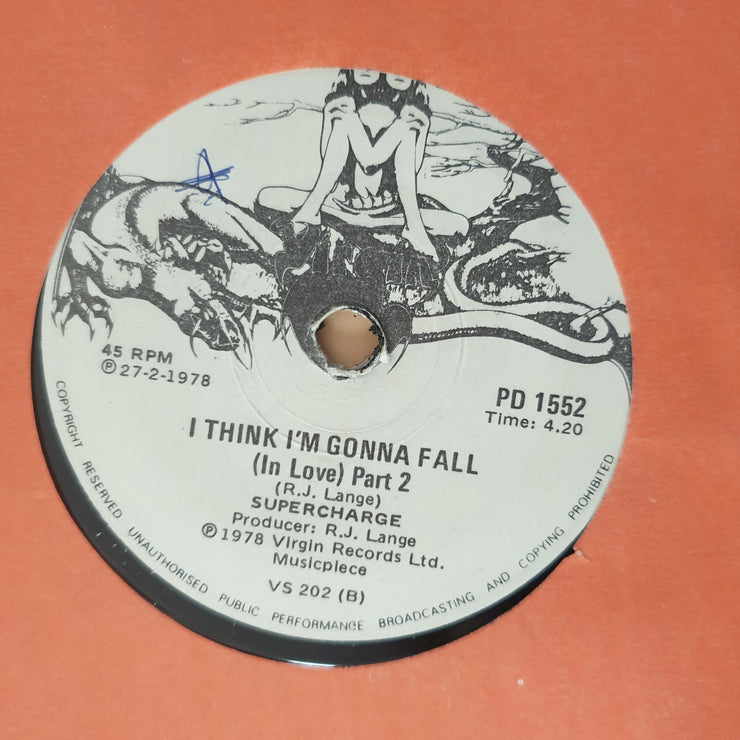 45 RPM
℗ 27-2-1978
PD 1552
Time: 4.20
I THINK I'M GONNA FALL
(In Love) Part 2
(R.J. Lange)
SUPERCHARGE
Producer: R.J. Lange
℗ 1978 Virgin Records Ltd.
Musicpiece
VS 202 (B)
COPYRIGHT RESERVED UNAUTHORISED PUBLIC PERFORMANCE BROADCASTING AND COPYING PROHIBITED